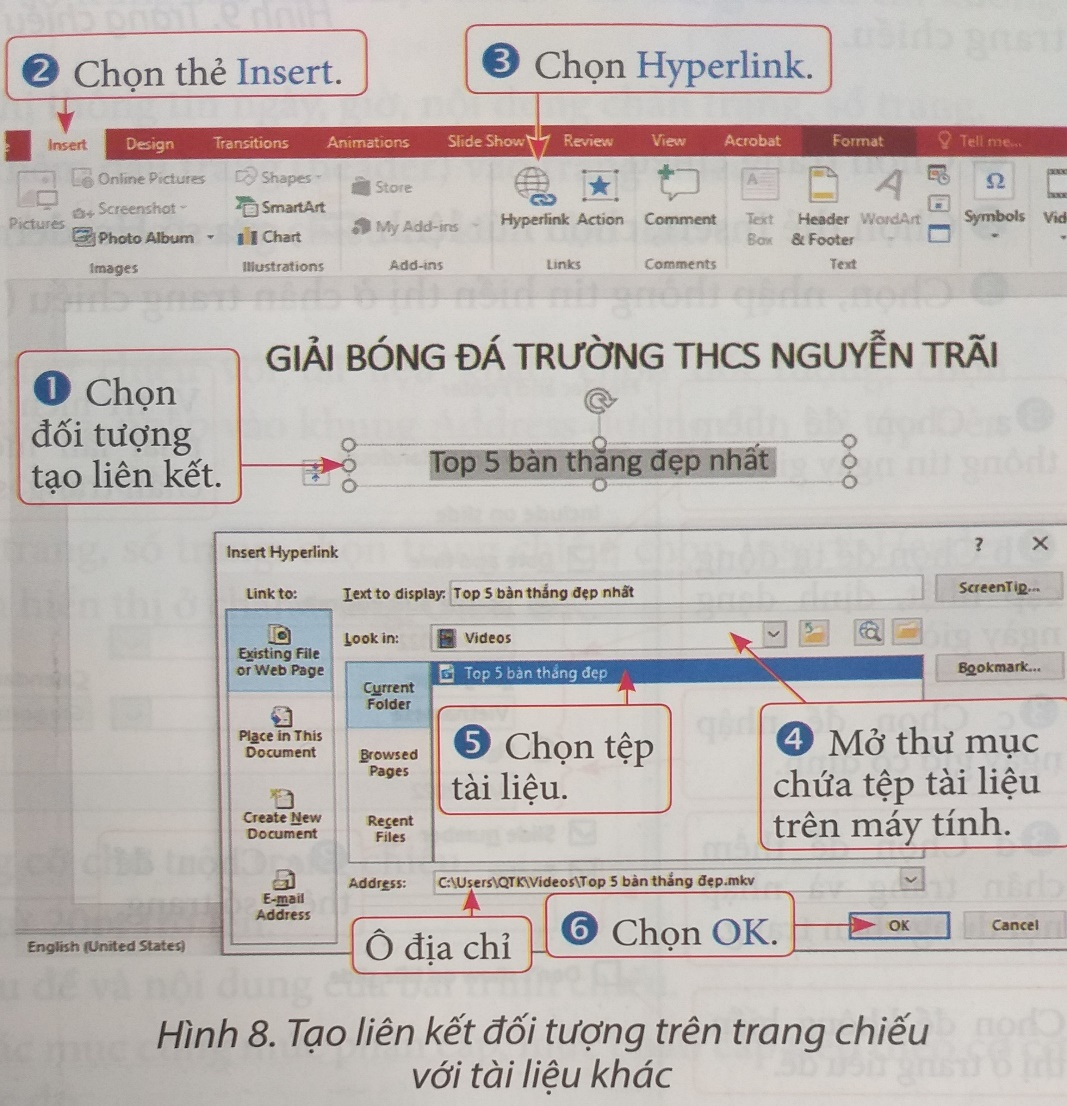 2 Chọn thẻ Insert.
3 Chọn Hyperlink.
Insert Design Transitions Animations Slide Show Review View Acrobat Format Tell me...
Pictures
Online Pictures
Screenshot
Photo Album
Images
Shapes
SmartArt
Chart
Illustrations
Store
My Add-ins
Add-ins
Hyperlink Action
Links
Comment
Comments
Text
Box
Header
& Footer
WordArt
Text
Symbols
Vid
GIẢI BÓNG ĐÁ TRƯỜNG THCS NGUYỄN TRÃI
1 Chọn
đối tượng
tạo liên kết.
Top 5 bàn thắng đẹp nhất
Insert Hyperlink ? X
Link to:
Text to display: Top 5 bàn thắng đẹp nhất
ScreenTip...
Existing File
or Web Page
Look in: Videos
Bookmark...
Top 5 bàn thắng đẹp
Current
Folder
Place in This
Document
Browsed
Pages
5 Chọn tệp
tài liệu.
4 Mở thư mục
chứa tệp tài liệu
trên máy tính.
Create New
Document
Recent
Files
E-mail
Address
Address: C:\Users\QTK\Videos\Top 5 bàn thắng đẹp.mkv
Ô địa chỉ
6 Chọn OK.
OK
Cancel
English (United States)
Hình 8. Tạo liên kết đối tượng trên trang chiếu
với tài liệu khác